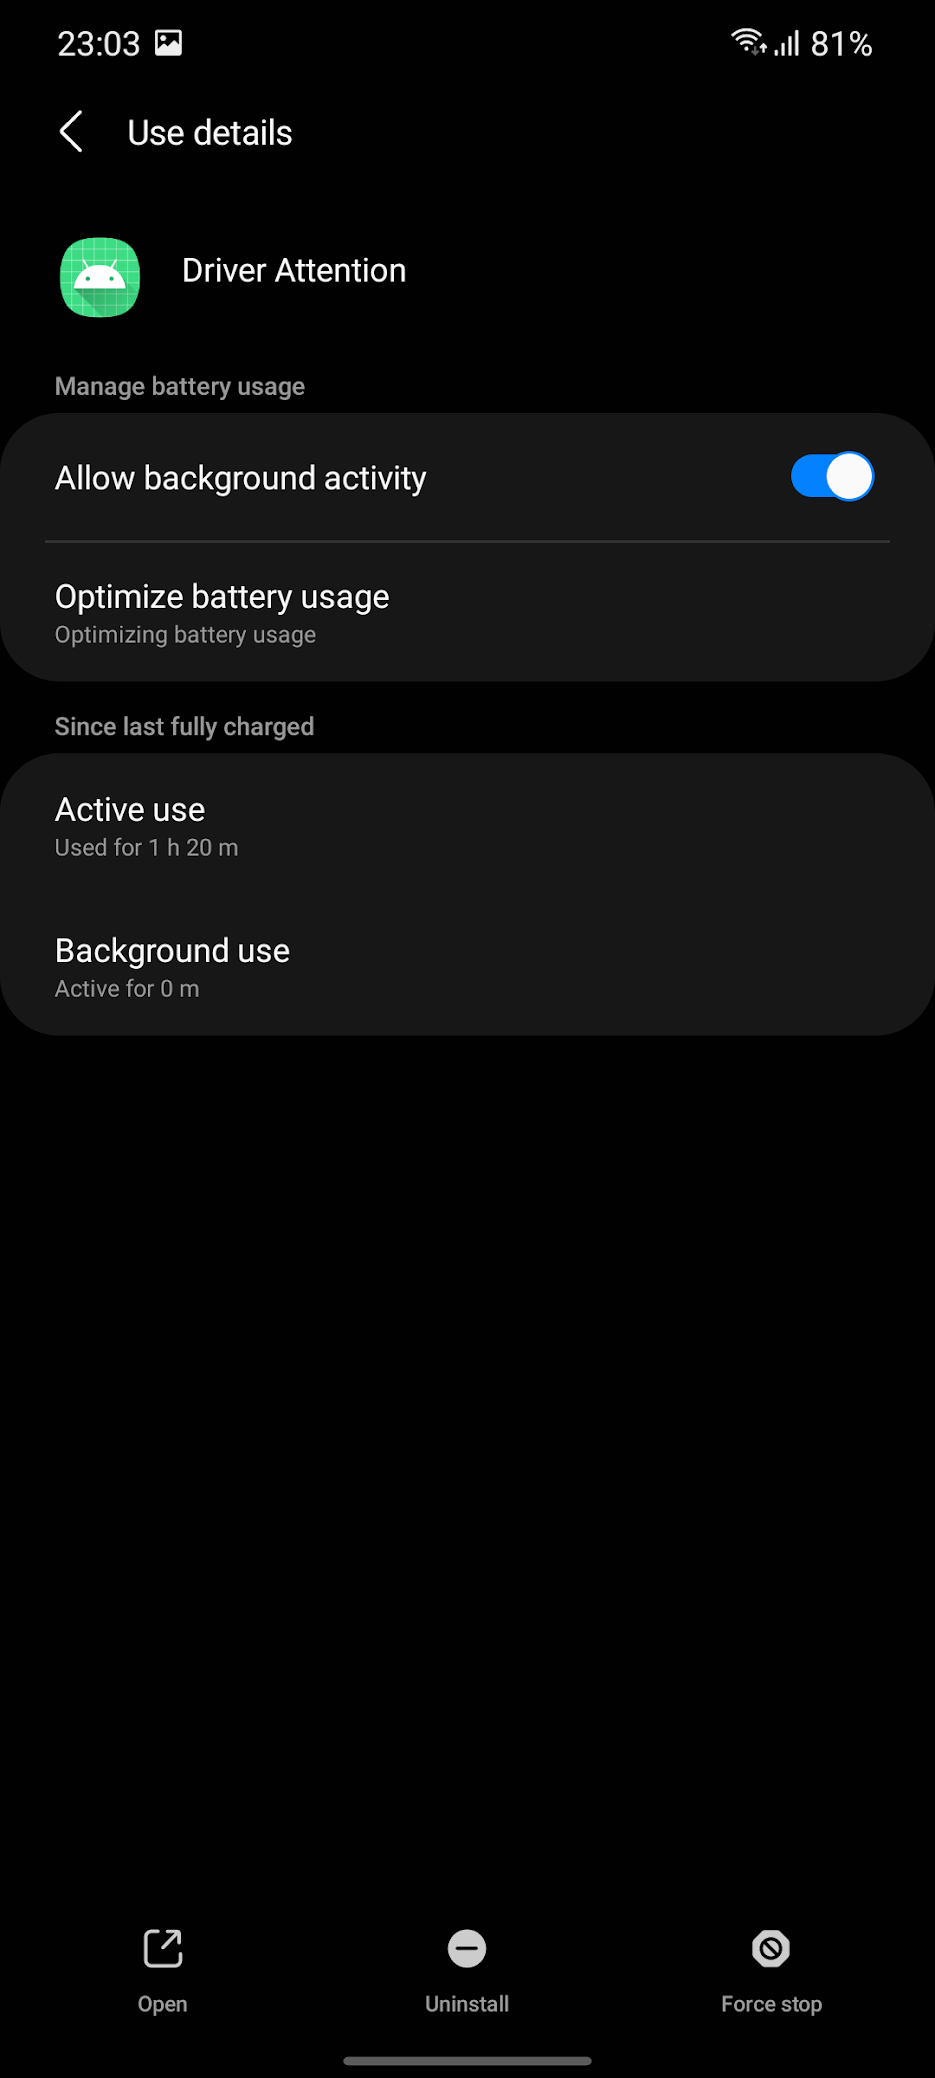 23:03 81%
Use details
Driver Attention
Manage battery usage
Allow background activity
Optimize battery usage
Optimizing battery usage
Since last fully charged
Active use
Used for 1 h 20 m
Background use
Active for 0 m
Open Uninstall Force stop